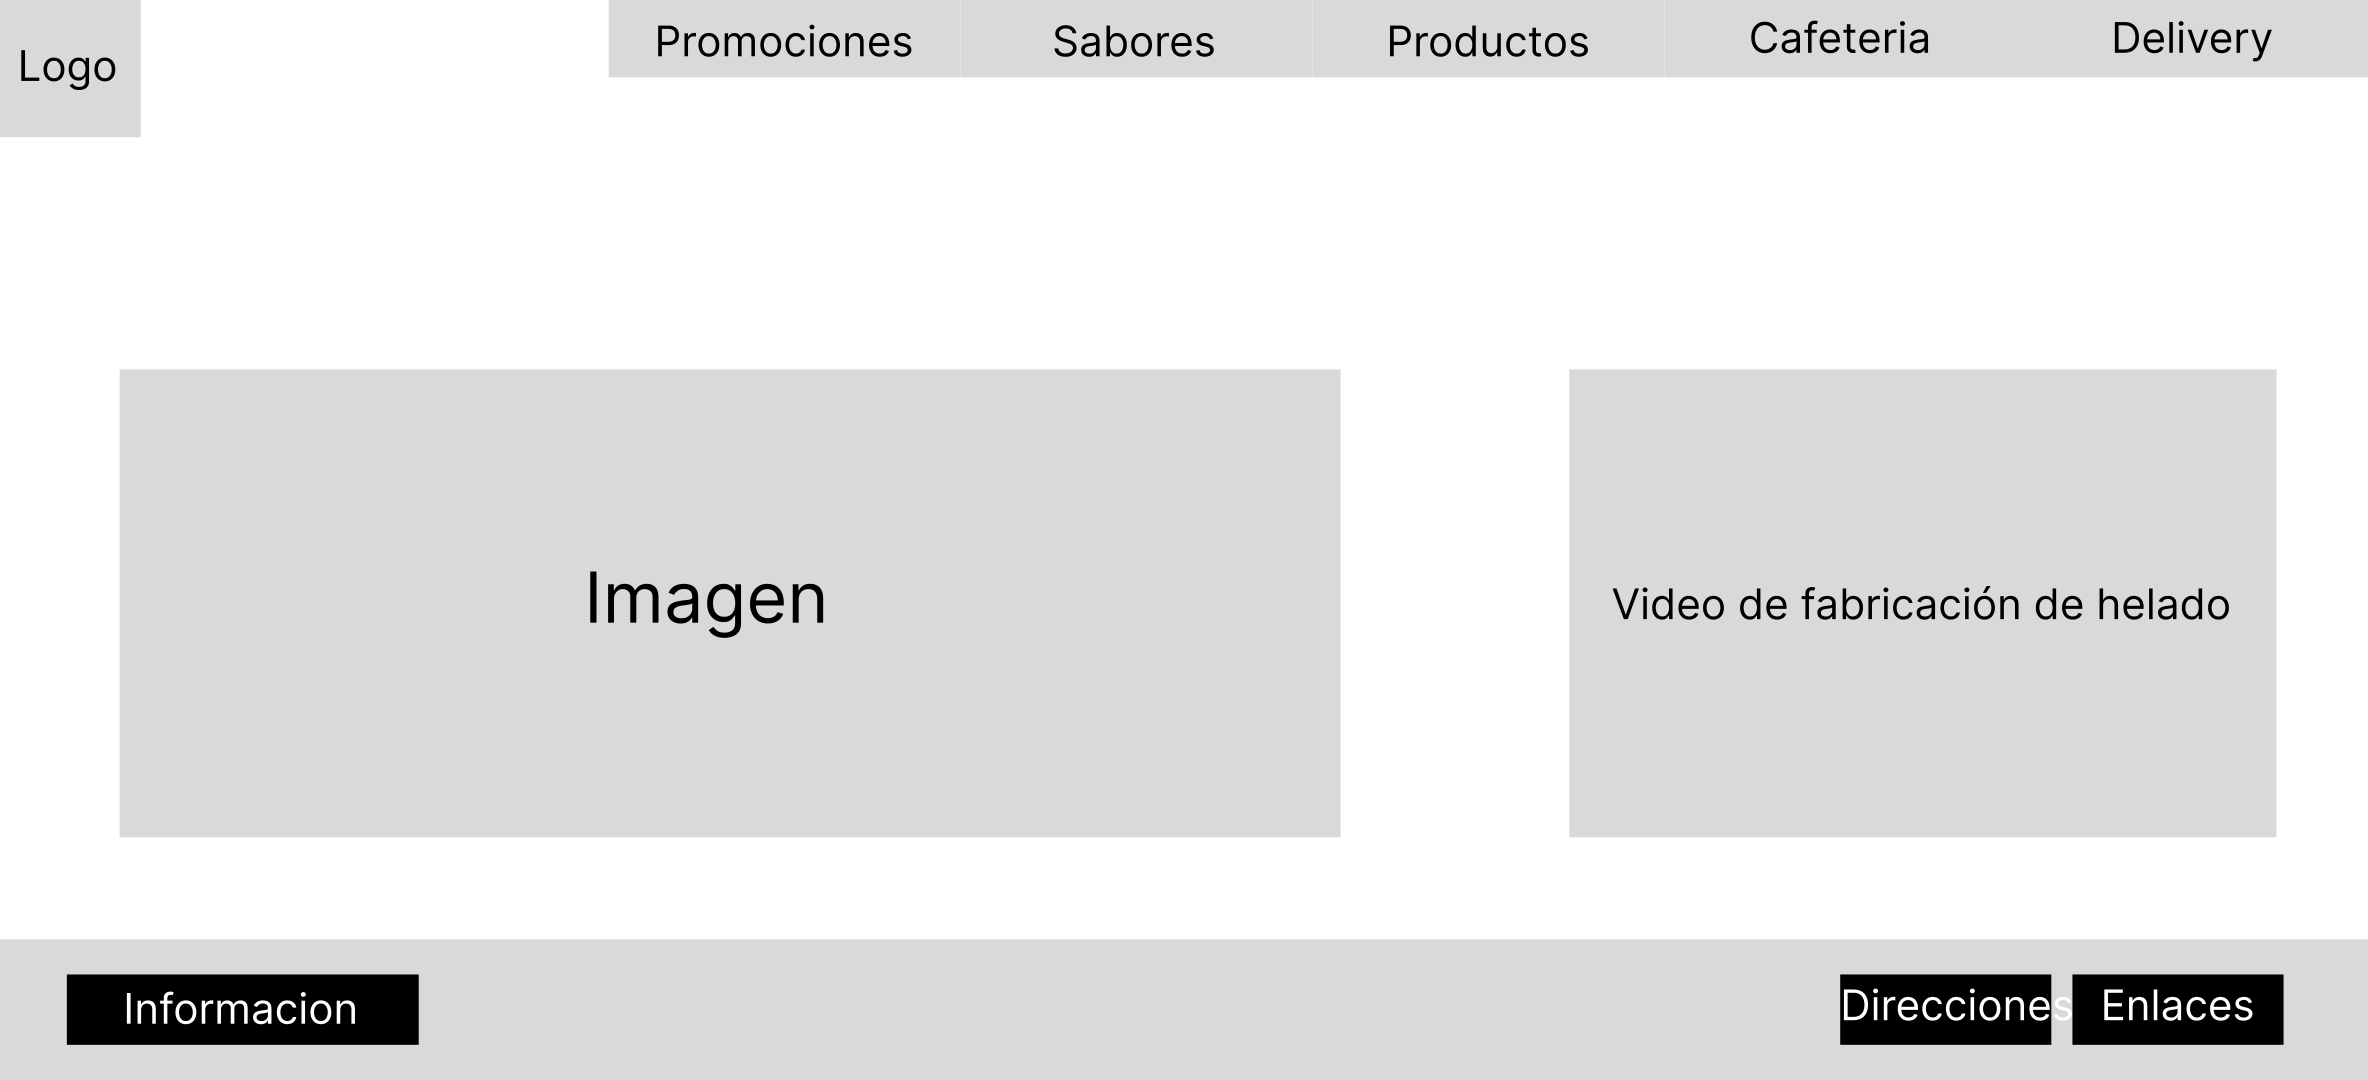 Logo
Promociones
Sabores
Productos
Cafeteria
Delivery
Imagen
Video de fabricación de helado
Informacion
Direcciones
Enlaces